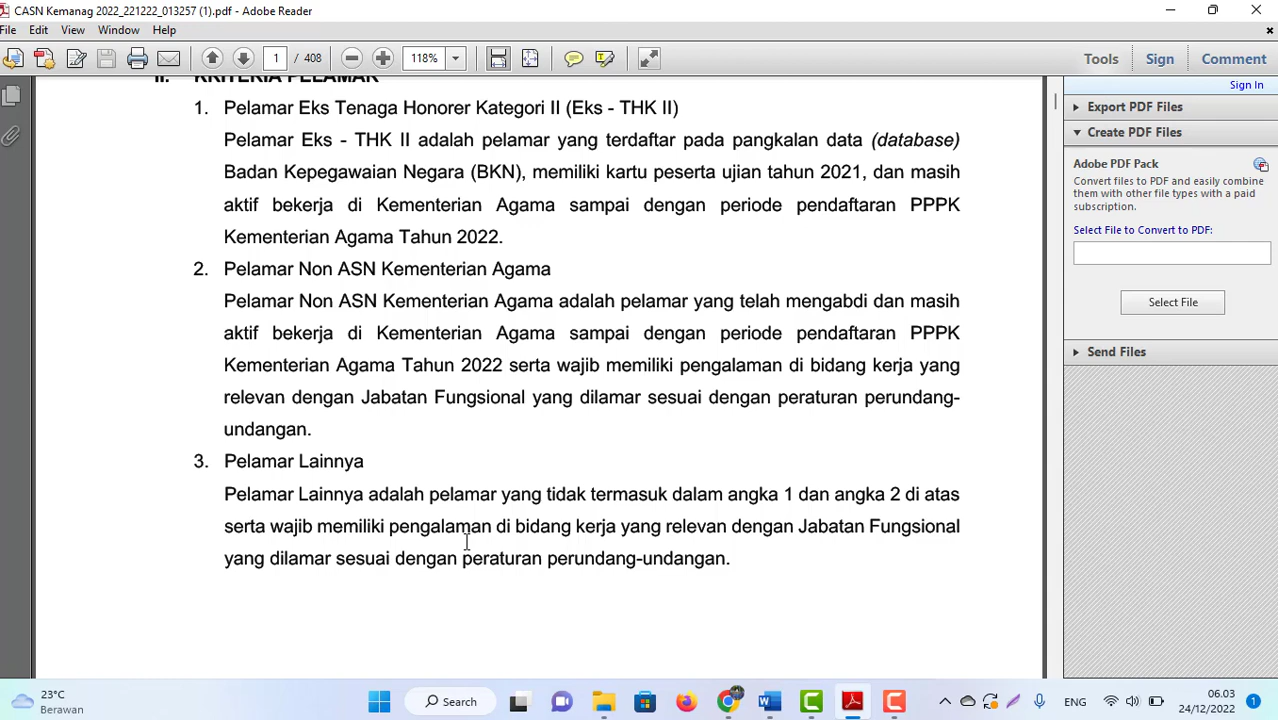 CASN Kemanag 2022_221222_013257 (1).pdf - Adobe Reader
File Edit View Window Help
1 / 408 118% Tools Sign Comment
II. KRITERIA PELAMAR
1. Pelamar Eks Tenaga Honorer Kategori II (Eks - THK II)
Pelamar Eks - THK II adalah pelamar yang terdaftar pada pangkalan data (database)
Badan Kepegawaian Negara (BKN), memiliki kartu peserta ujian tahun 2021, dan masih
aktif bekerja di Kementerian Agama sampai dengan periode pendaftaran PPPK
Kementerian Agama Tahun 2022.
2. Pelamar Non ASN Kementerian Agama
Pelamar Non ASN Kementerian Agama adalah pelamar yang telah mengabdi dan masih
aktif bekerja di Kementerian Agama sampai dengan periode pendaftaran PPPK
Kementerian Agama Tahun 2022 serta wajib memiliki pengalaman di bidang kerja yang
relevan dengan Jabatan Fungsional yang dilamar sesuai dengan peraturan perundang-
undangan.
3. Pelamar Lainnya
Pelamar Lainnya adalah pelamar yang tidak termasuk dalam angka 1 dan angka 2 di atas
serta wajib memiliki pengalaman di bidang kerja yang relevan dengan Jabatan Fungsional
yang dilamar sesuai dengan peraturan perundang-undangan.
Sign In
Export PDF Files
Create PDF Files
Adobe PDF Pack
Convert files to PDF and easily combine
them with other file types with a paid
subscription.
Select File to Convert to PDF:
Select File
Send Files
23°C
Berawan
Search
06.03
24/12/2022
1